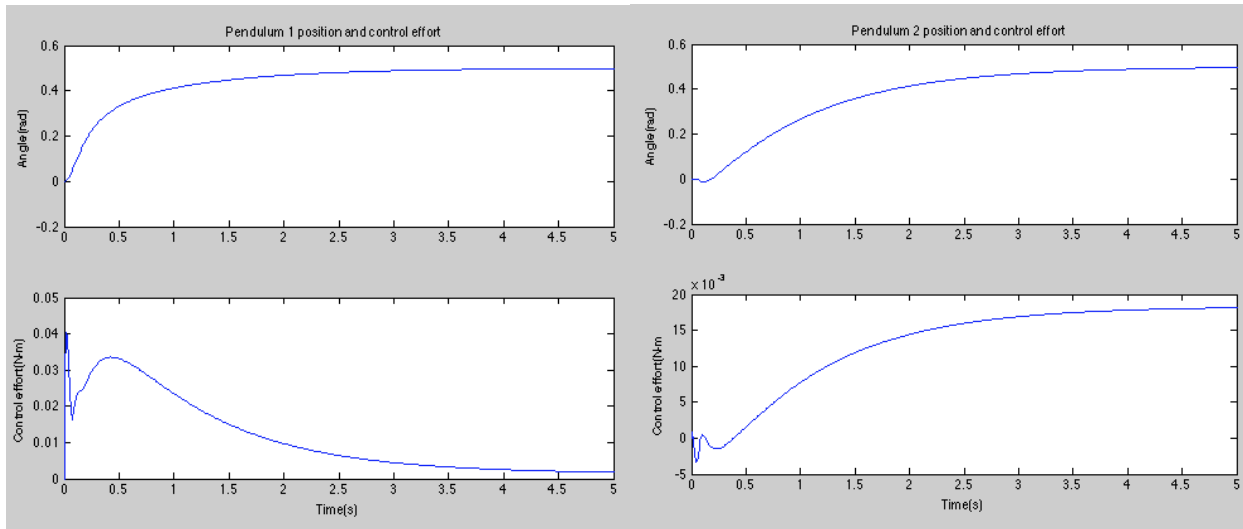 Pendulum 1 position and control effort
0.6
0.4
0.2
0
-0.2
Angle(rad)
0 0.5 1 1.5 2 2.5 3 3.5 4 4.5 5
0.05
0.04
0.03
0.02
0.01
0
Control effort(N-m)
0 0.5 1 1.5 2 2.5 3 3.5 4 4.5 5
Time(s)
Pendulum 2 position and control effort
0.6
0.4
0.2
0
-0.2
Angle(rad)
0 0.5 1 1.5 2 2.5 3 3.5 4 4.5 5
× 10⁻³
20
15
10
5
0
-5
Control effort(N-m
0 0.5 1 1.5 2 2.5 3 3.5 4 4.5 5
Time(s)